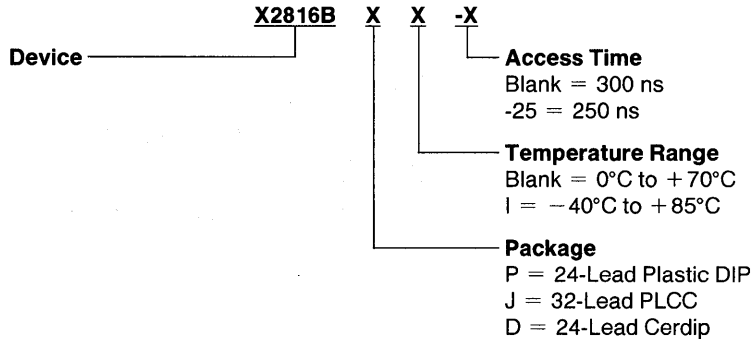 X2816B X X -X
Device
Access Time
Blank = 300 ns
-25 = 250 ns
Temperature Range
Blank = 0°C to +70°C
I = −40°C to +85°C
Package
P = 24-Lead Plastic DIP
J = 32-Lead PLCC
D = 24-Lead Cerdip